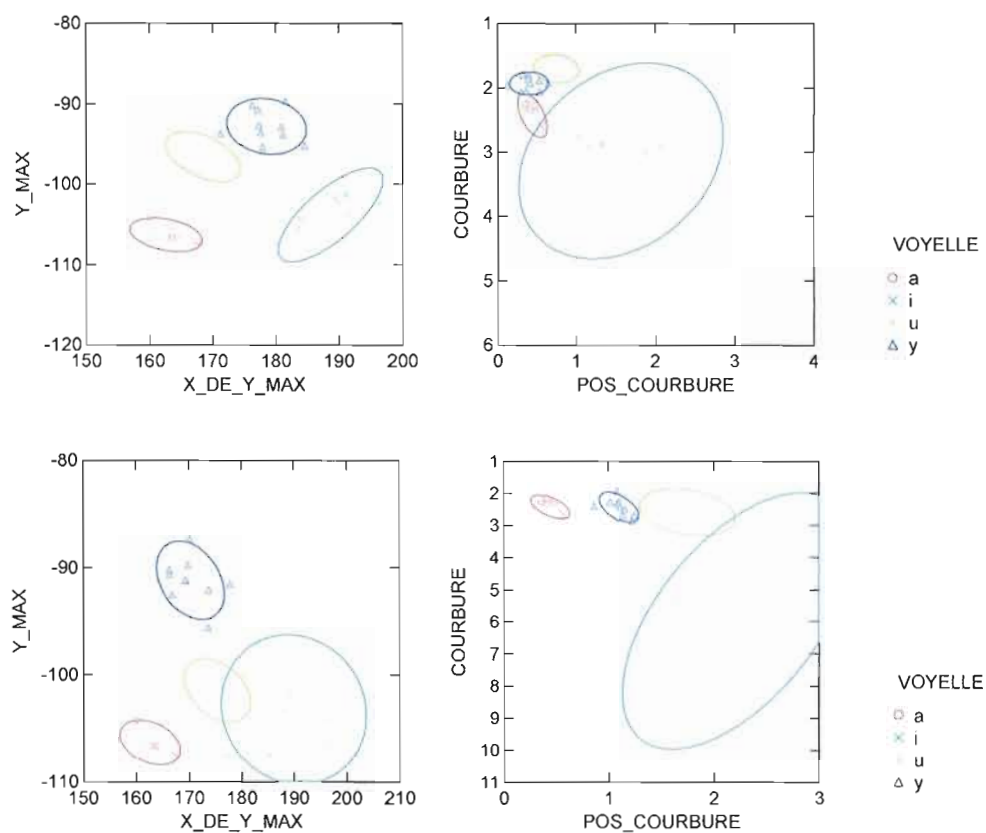 -80
-90
-100
-110
-120
Y_MAX
150 160 170 180 190 200
X_DE_Y_MAX
1
2
3
4
5
6
COURBURE
0 1 2 3 4
POS_COURBURE
VOYELLE
a
i
u
y
-80
-90
-100
-110
Y_MAX
150 160 170 180 190 200 210
X_DE_Y_MAX
1
2
3
4
5
6
7
8
9
10
11
COURBURE
0 1 2 3
POS_COURBURE
VOYELLE
a
i
u
y